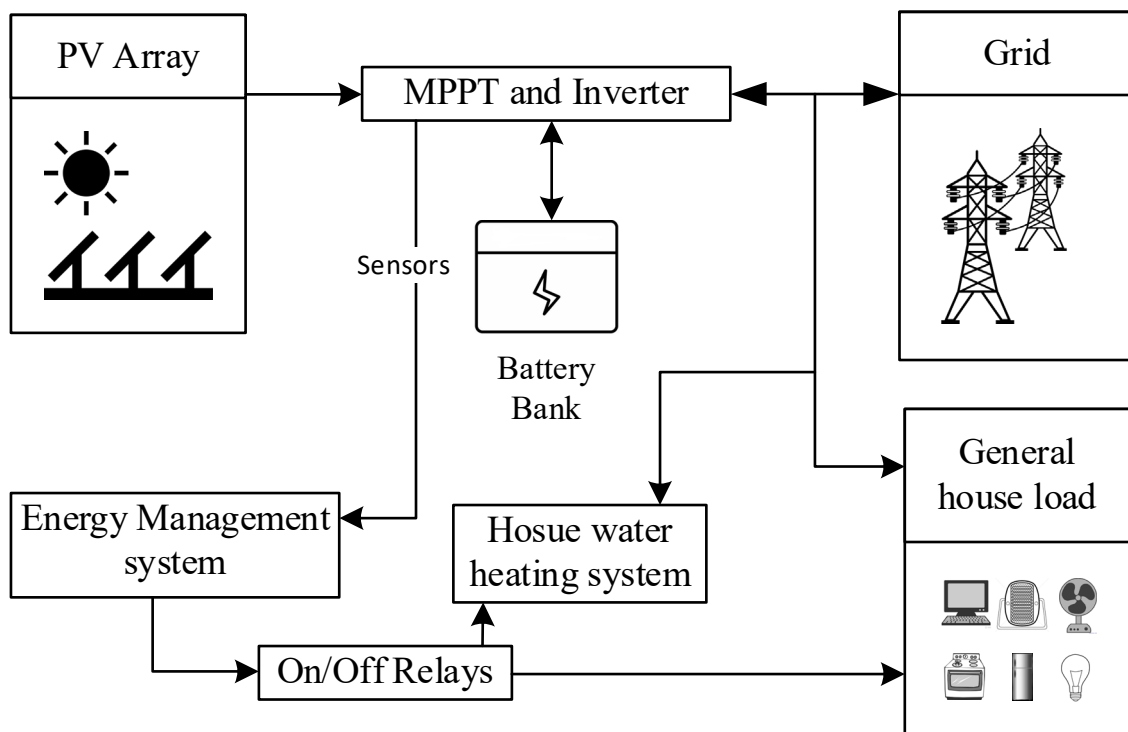 PV Array
MPPT and Inverter
Grid
Sensors
Battery
Bank
General
house load
Energy Management
system
Hosue water
heating system
On/Off Relays